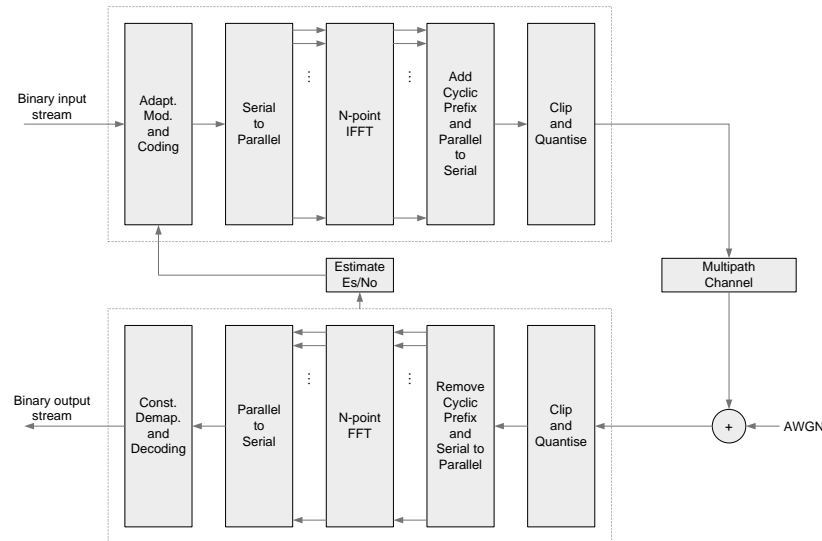 Binary input
stream
Adapt.
Mod.
and
Coding
Serial
to
Parallel
...
N-point
IFFT
...
Add
Cyclic
Prefix
and
Parallel
to
Serial
Clip
and
Quantise
Estimate
Es/No
Multipath
Channel
Binary output
stream
Const.
Demap.
and
Decoding
Parallel
to
Serial
...
N-point
FFT
...
Remove
Cyclic
Prefix
and
Serial to
Parallel
Clip
and
Quantise
+
AWGN